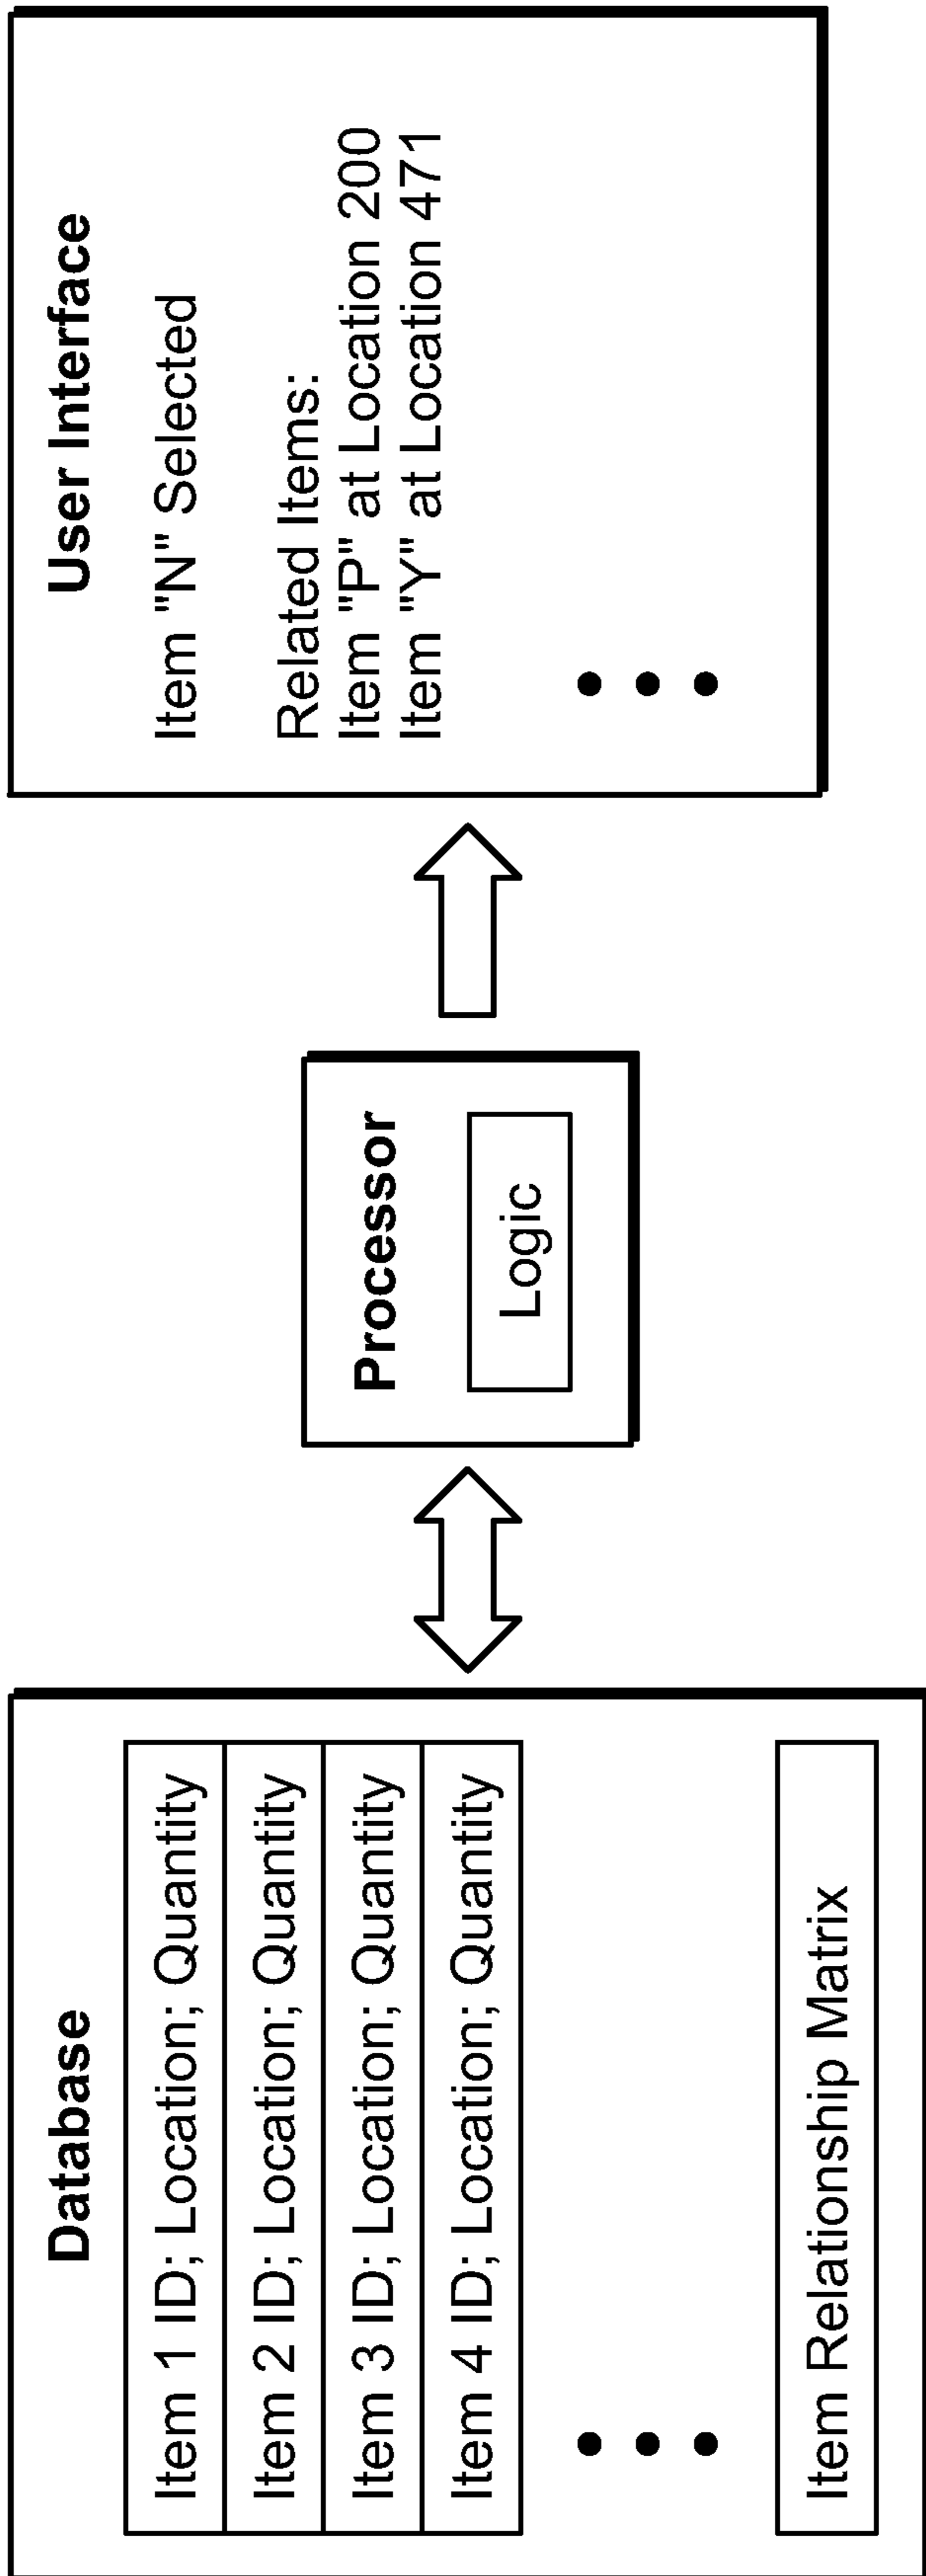 Database
Item 1 ID; Location; Quantity
Item 2 ID; Location; Quantity
Item 3 ID; Location; Quantity
Item 4 ID; Location; Quantity
Item Relationship Matrix
Processor
Logic
User Interface
Item "N" Selected
Related Items:
Item "P" at Location 200
Item "Y" at Location 471